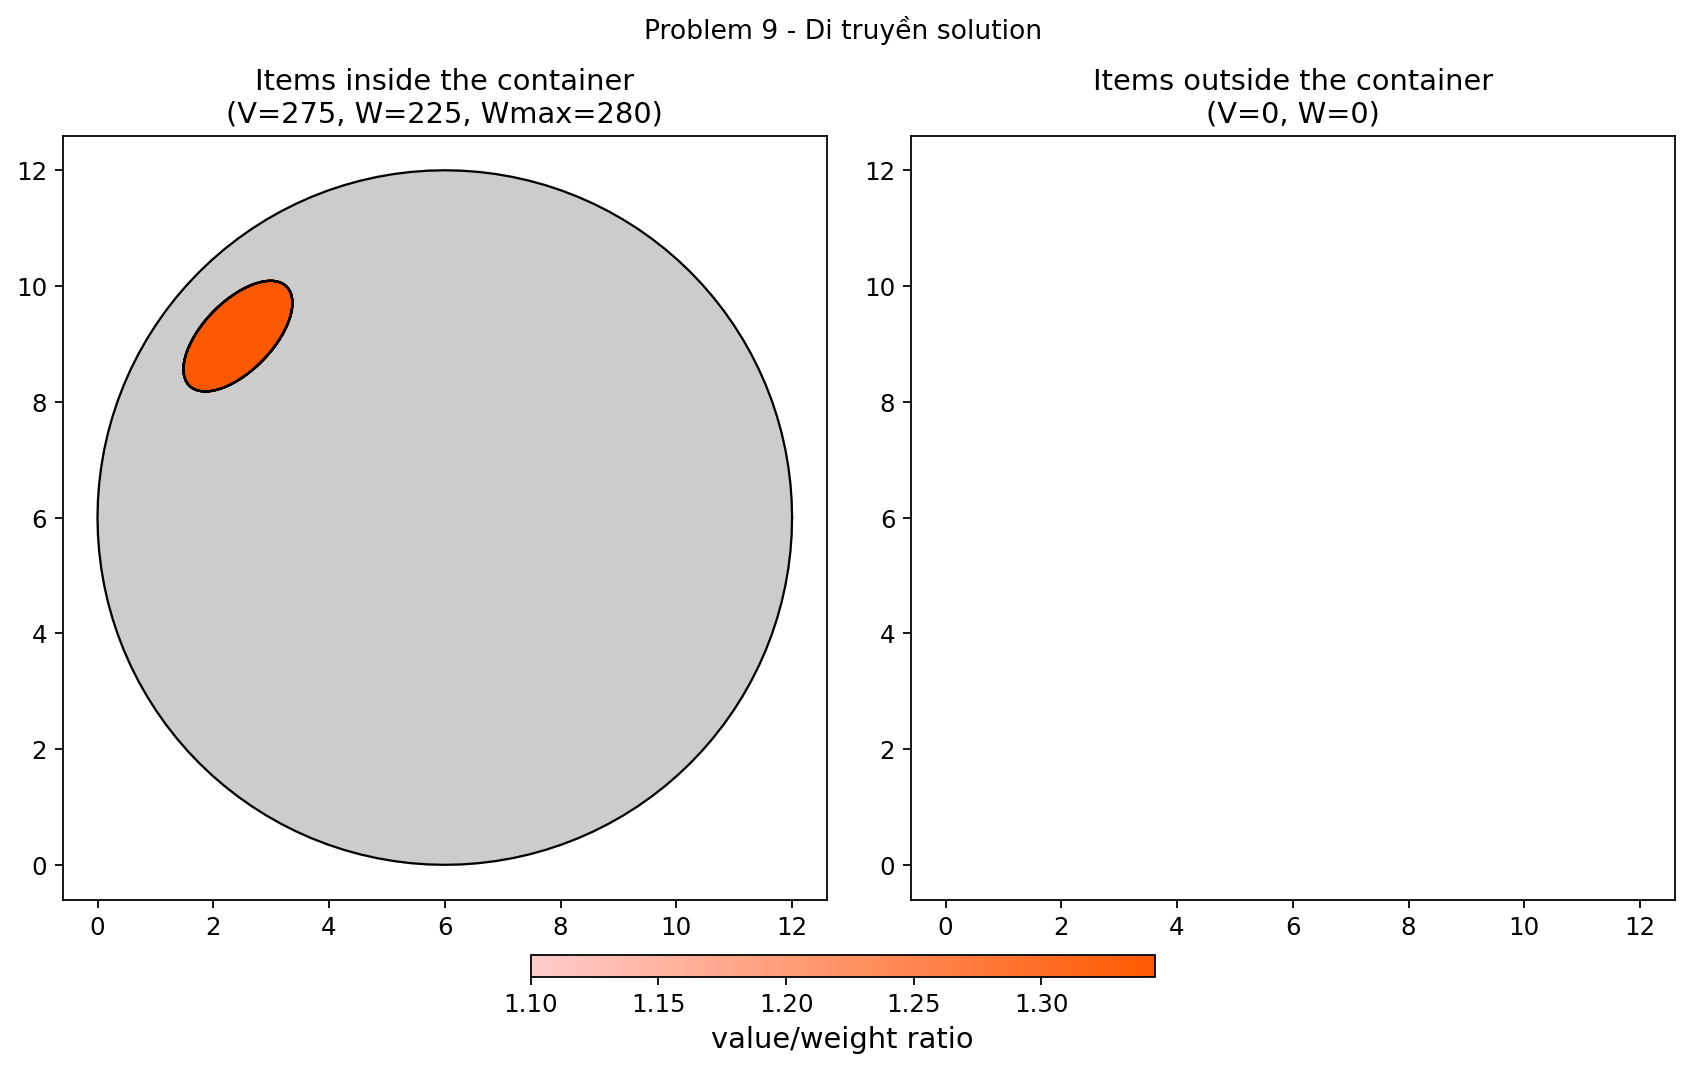 Problem 9 - Di truyền solution
Items inside the container
(V=275, W=225, Wmax=280)
12
10
8
6
4
2
0
0 2 4 6 8 10 12
Items outside the container
(V=0, W=0)
12
10
8
6
4
2
0
0 2 4 6 8 10 12
1.10 1.15 1.20 1.25 1.30
value/weight ratio